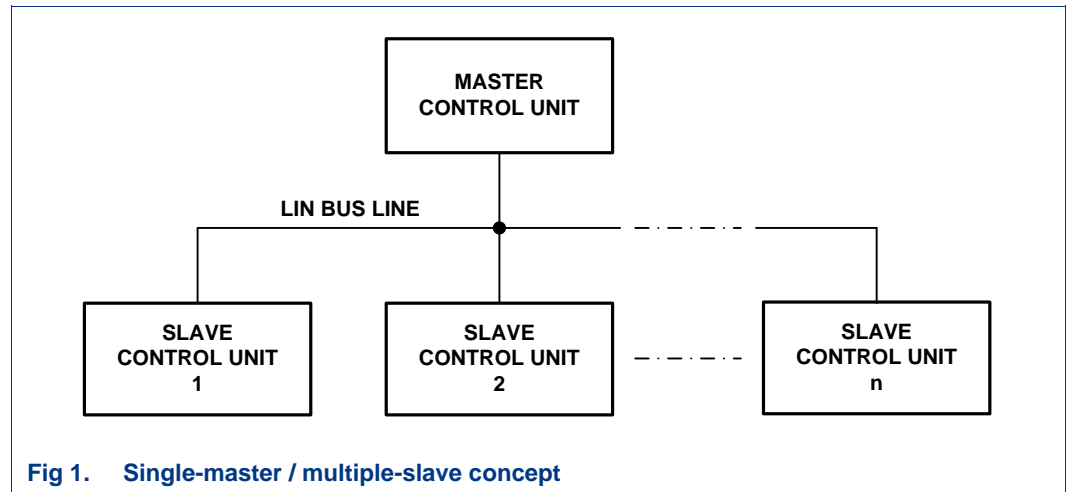 MASTER
CONTROL UNIT
LIN BUS LINE
SLAVE
CONTROL UNIT
1
SLAVE
CONTROL UNIT
2
SLAVE
CONTROL UNIT
n
Fig 1. Single-master / multiple-slave concept